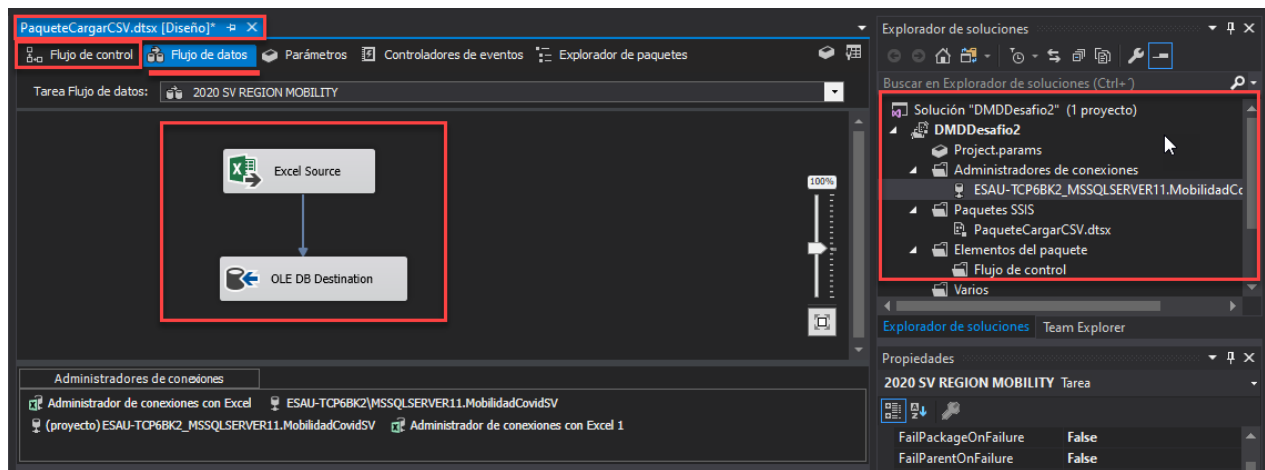 PaqueteCargarCSV.dtsx [Diseño]*
Flujo de control Flujo de datos Parámetros Controladores de eventos Explorador de paquetes
Tarea Flujo de datos: 2020 SV REGION MOBILITY
Excel Source
OLE DB Destination
100%
Administradores de conexiones
Administrador de conexiones con Excel ESAU-TCP6BK2\MSSQLSERVER11.MobilidadCovidSV
(proyecto) ESAU-TCP6BK2_MSSQLSERVER11.MobilidadCovidSV Administrador de conexiones con Excel 1
Explorador de soluciones
Buscar en Explorador de soluciones (Ctrl+ ¨)
Solución "DMDDesafio2" (1 proyecto)
DMDDesafio2
Project.params
Administradores de conexiones
ESAU-TCP6BK2_MSSQLSERVER11.MobilidadCc
Paquetes SSIS
PaqueteCargarCSV.dtsx
Elementos del paquete
Flujo de control
Varios
Explorador de soluciones Team Explorer
Propiedades
2020 SV REGION MOBILITY Tarea
FailPackageOnFailure False
FailParentOnFailure False